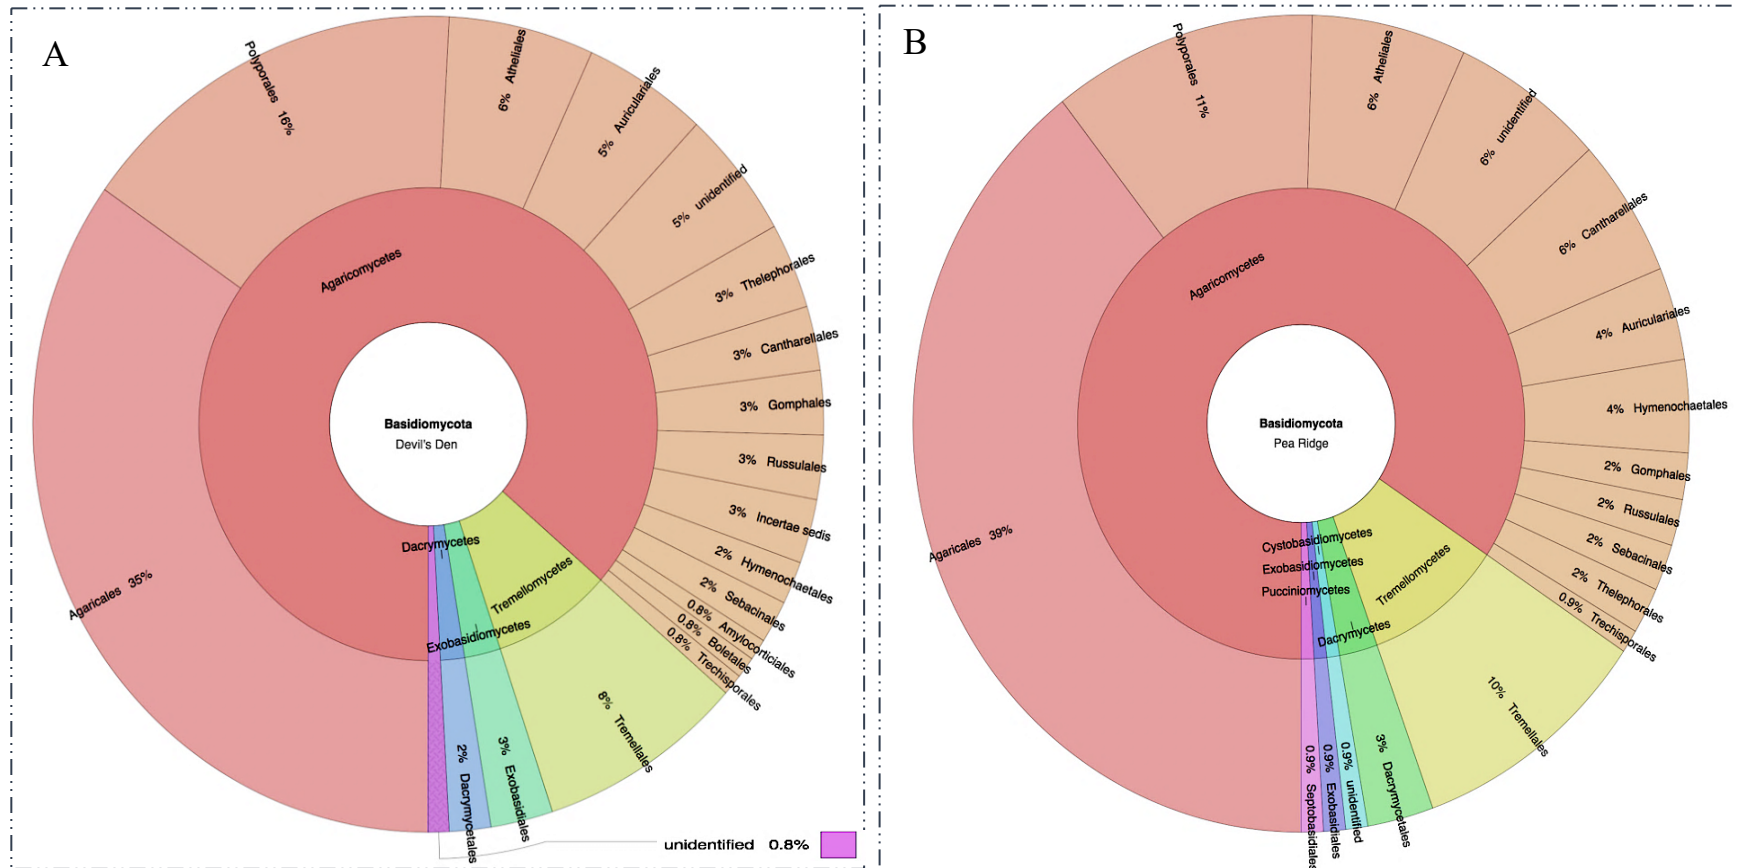 A
Polyporales 16%
6% Atheliales
5% Auriculariales
5% unidentified
3% Thelephorales
3% Cantharellales
3% Gomphales
3% Russulales
3% Incertae sedis
2% Hymenochaetales
2% Sebacinales
0.8% Amylocorticiales
0.8% Boletales
0.8% Trechisporales
8% Tremellales
3% Exobasidiales
2% Dacrymycetales
Agaricales 35%
Agaricomycetes
Basidiomycota
Devil's Den
Dacrymycetes
Tremellomycetes
Exobasidiomycetes
unidentified 0.8%
B
Polyporales 11%
6% Atheliales
6% unidentified
6% Cantharellales
4% Auriculariales
4% Hymenochaetales
2% Gomphales
2% Russulales
2% Sebacinales
2% Thelephorales
0.9% Trechisporales
10% Tremellales
3% Dacrymycetales
0.9% unidentified
0.9% Exobasidiales
0.9% Septobasidiales
Agaricales 39%
Agaricomycetes
Basidiomycota
Pea Ridge
Cystobasidiomycetes
Exobasidiomycetes
Pucciniomycetes
Tremellomycetes
Dacrymycetes